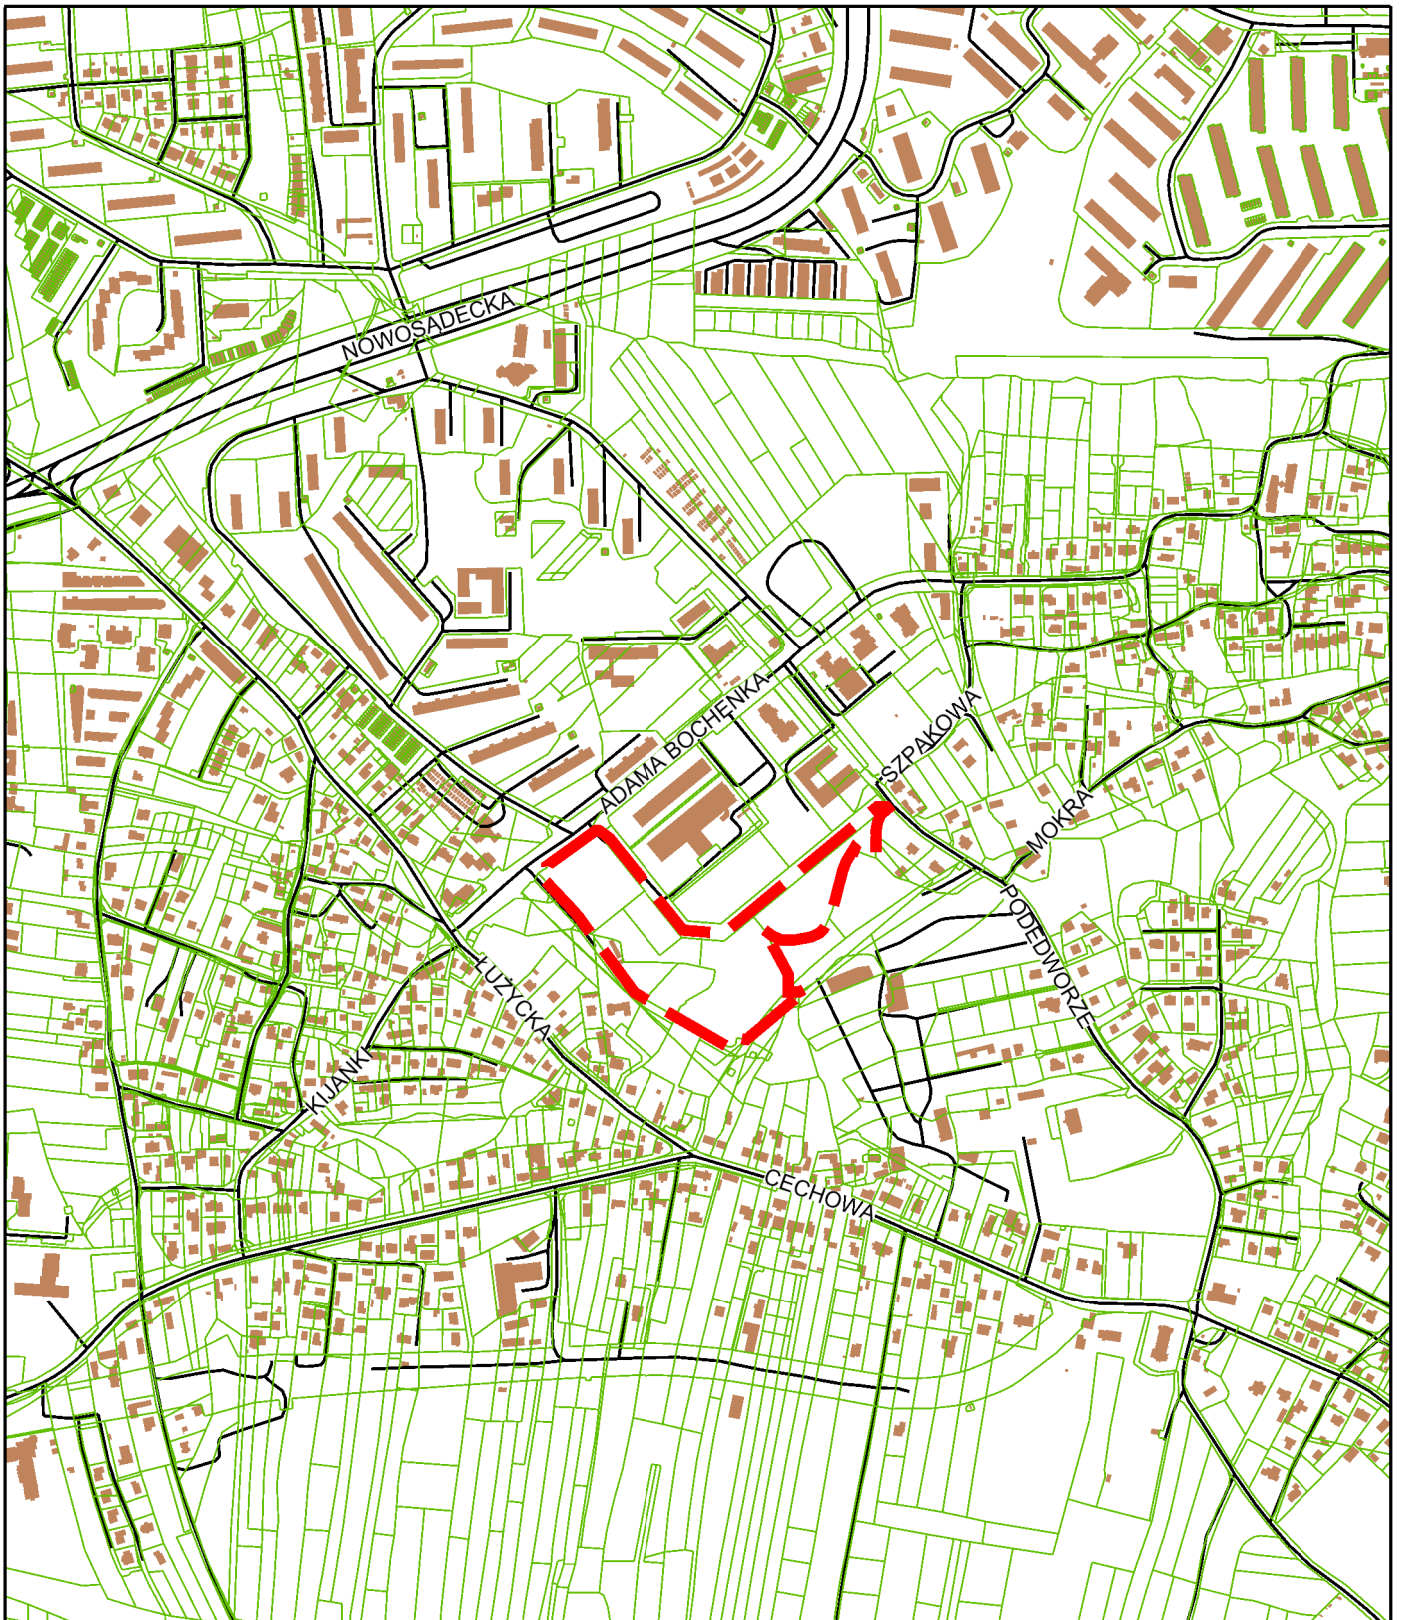 NOWOSĄDECKA
ADAMA BOCHENKA
SZPAKOWA
MOKRA
PODEDWORZE
ŁUŻYCKA
KIJANKI
CECHOWA